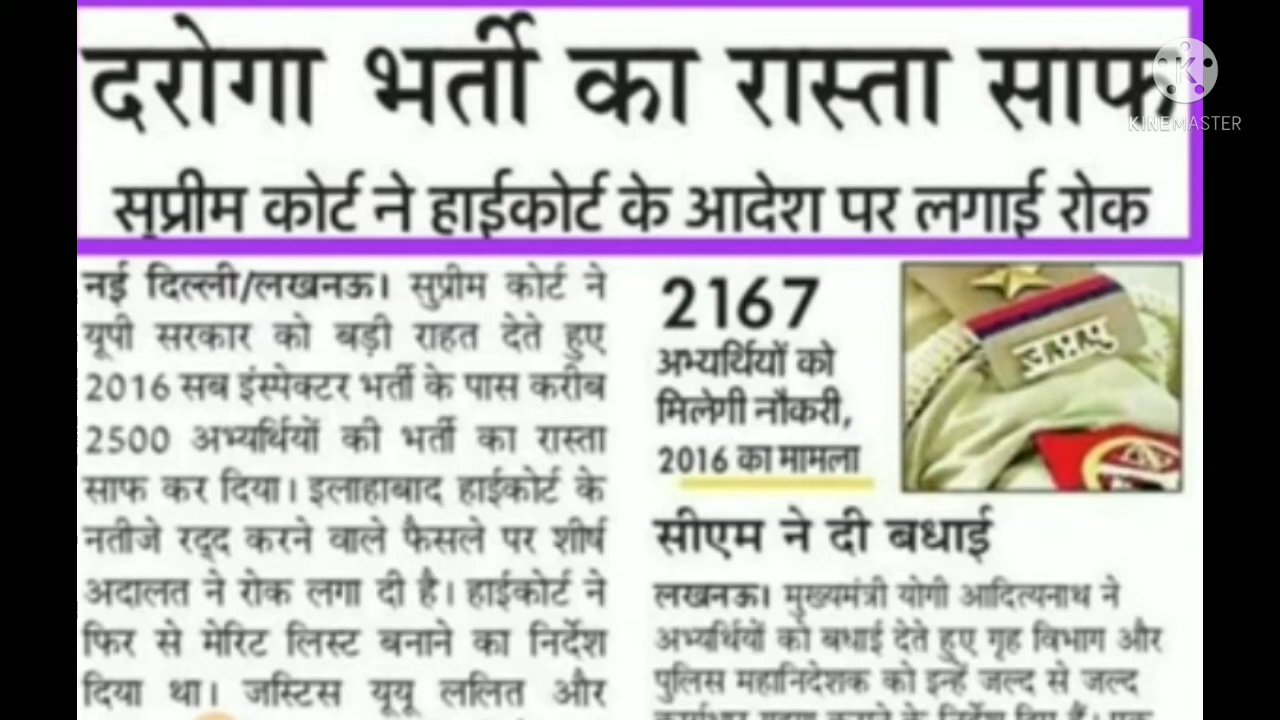 दरोगा भर्ती का रास्ता साफ
KINEMASTER
सुप्रीम कोर्ट ने हाईकोर्ट के आदेश पर लगाई रोक
नई दिल्ली/लखनऊ। सुप्रीम कोर्ट ने
यूपी सरकार को बड़ी राहत देते हुए
2016 सब इंस्पेक्टर भर्ती के पास करीब
2500 अभ्यर्थियों की भर्ती का रास्ता
साफ कर दिया। इलाहाबाद हाईकोर्ट के
नतीजे रद्द करने वाले फैसले पर शीर्ष
अदालत ने रोक लगा दी है। हाईकोर्ट ने
फिर से मेरिट लिस्ट बनाने का निर्देश
दिया था। जस्टिस यूयू ललित और
2167
अभ्यर्थियों को
मिलेगी नौकरी,
2016 का मामला
सीएम ने दी बधाई
लखनऊ। मुख्यमंत्री योगी आदित्यनाथ ने
अभ्यर्थियों को बधाई देते हुए गृह विभाग और
पुलिस महानिदेशक को इन्हें जल्द से जल्द